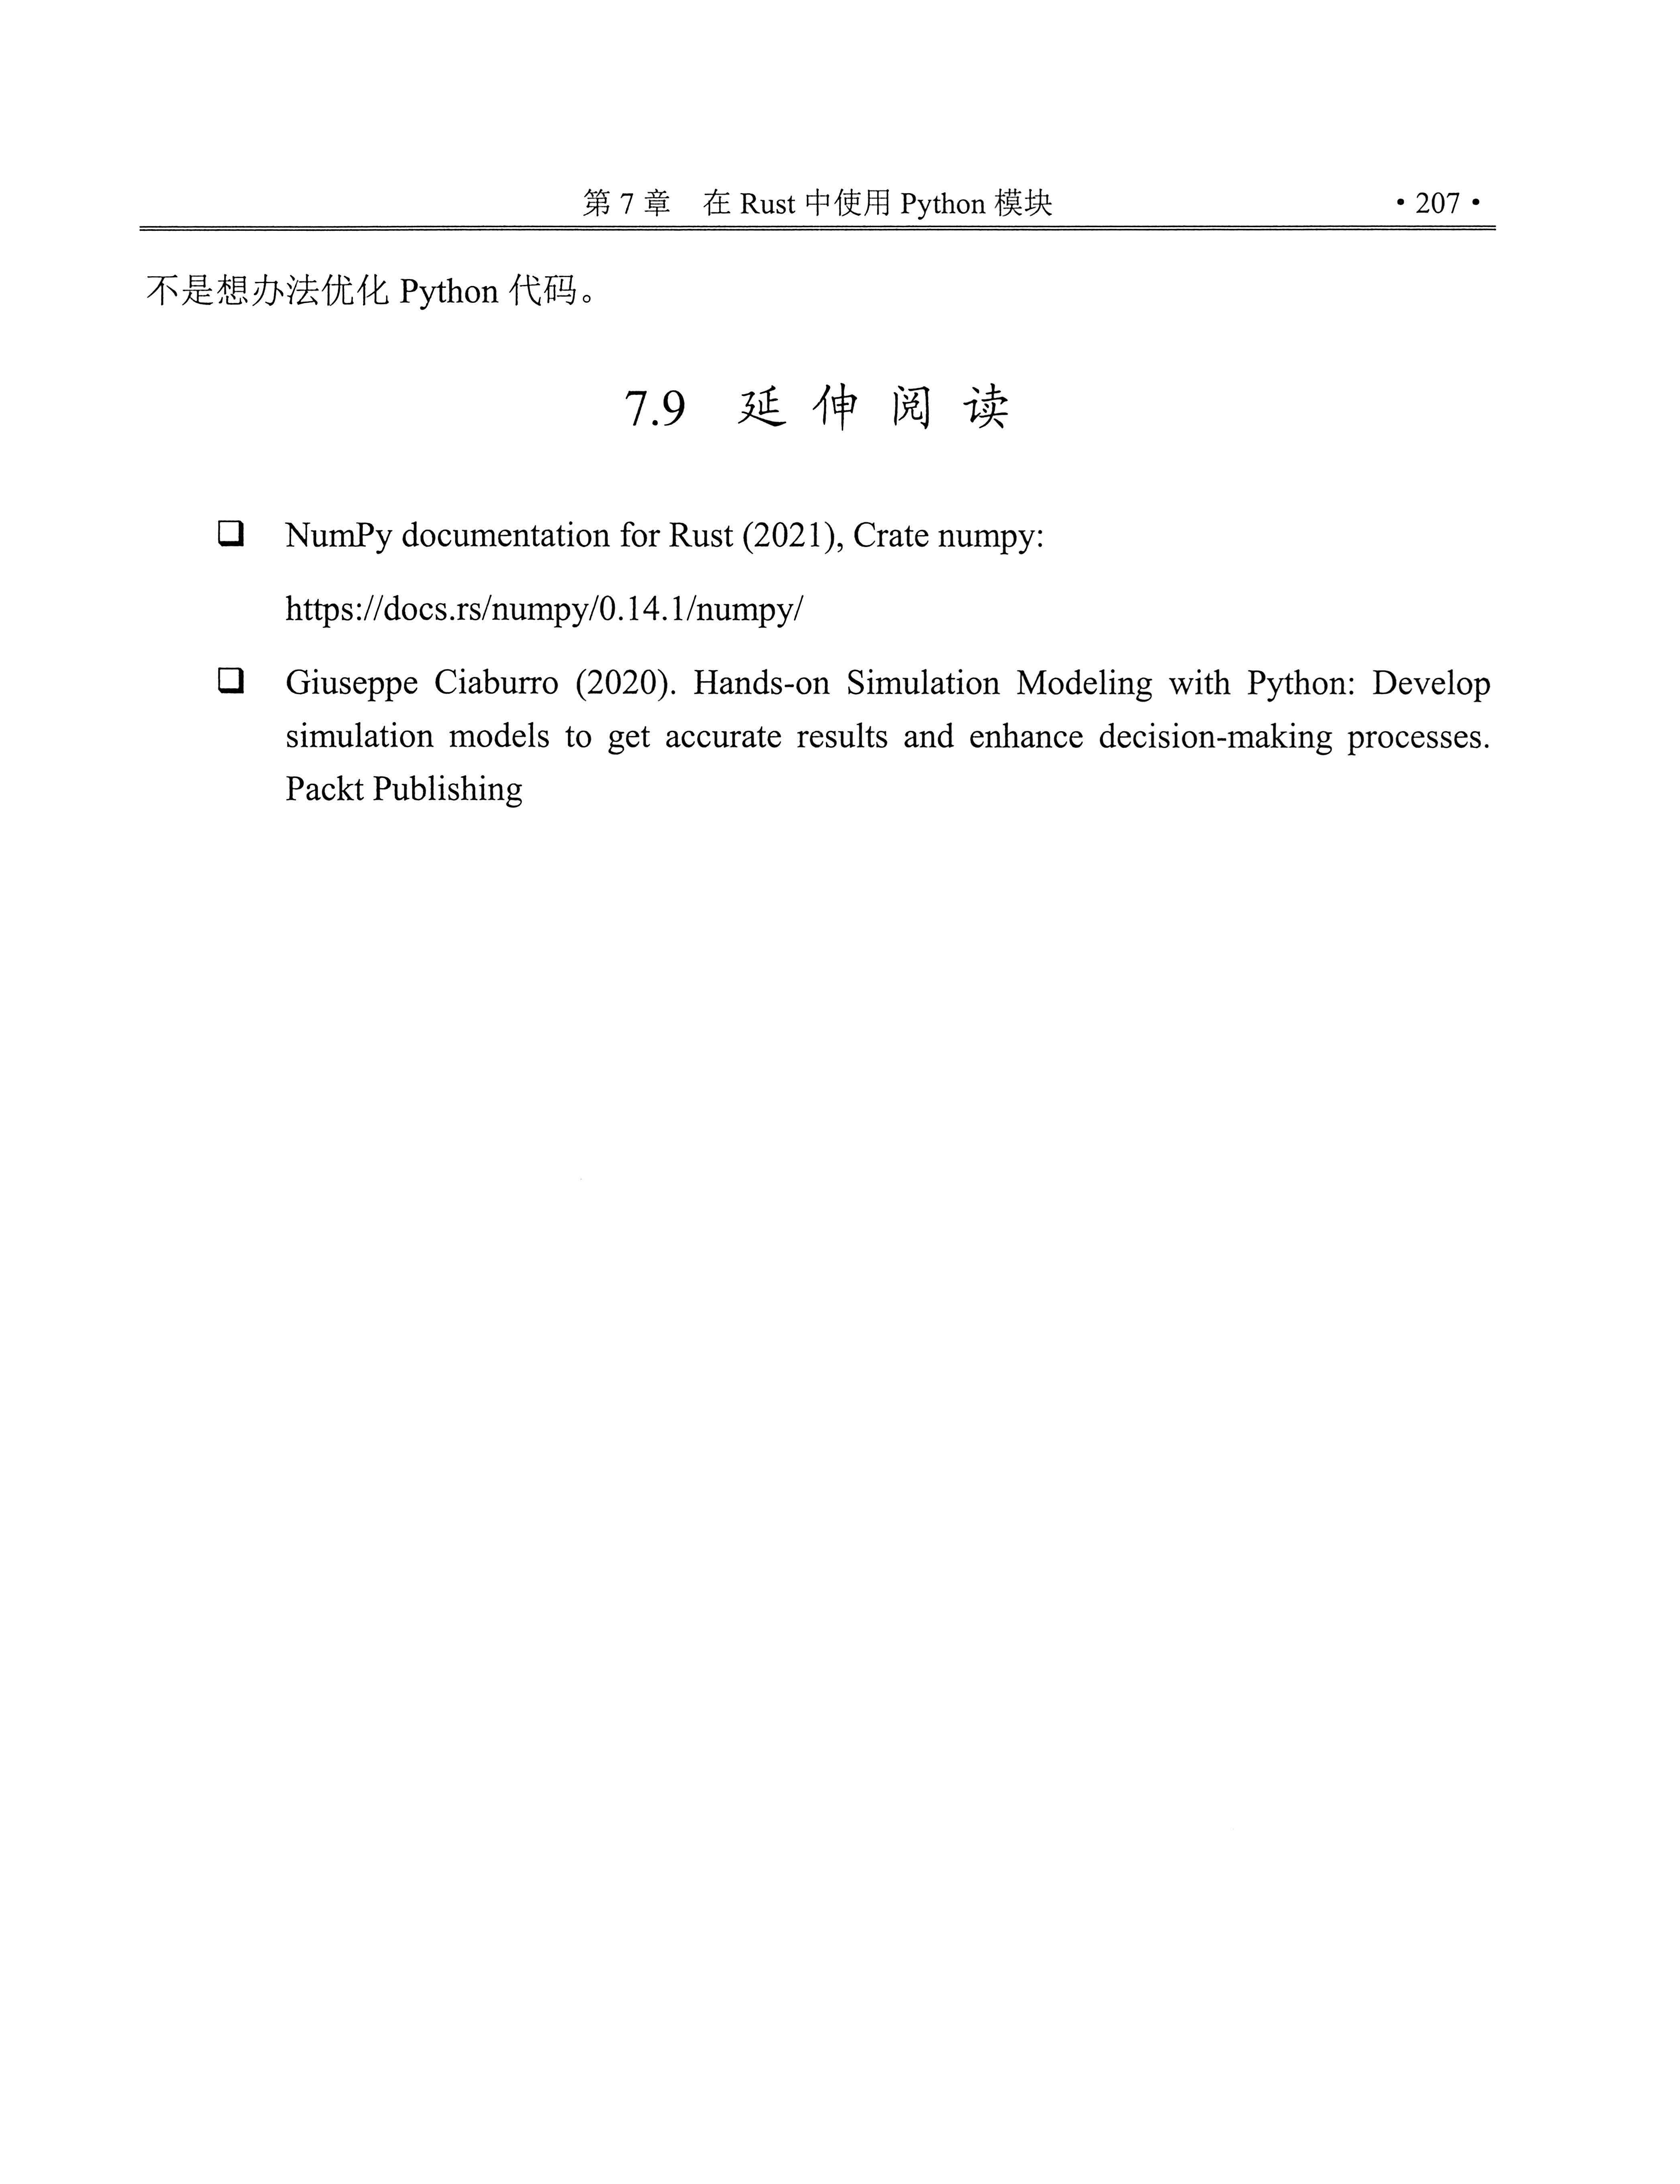 第 7 章 在 Rust 中使用 Python 模块 • 207 •
不是想办法优化 Python 代码。
7.9 延 伸 阅 读
❑ NumPy documentation for Rust (2021), Crate numpy:
https://docs.rs/numpy/0.14.1/numpy/
❑ Giuseppe Ciaburro (2020). Hands-on Simulation Modeling with Python: Develop
simulation models to get accurate results and enhance decision-making processes.
Packt Publishing